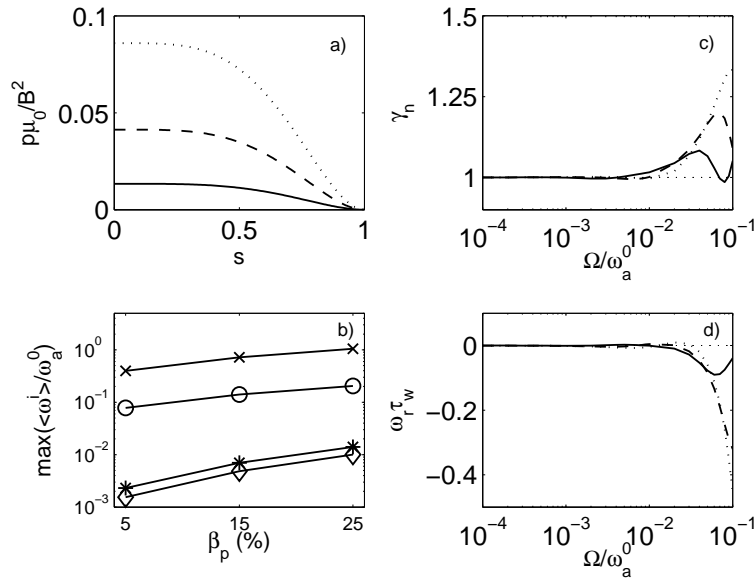 a)
0.1
0.05
0
pμ₀/B²
0 0.5 1
s
c)
1.5
1.25
1
γₙ
10⁻⁴ 10⁻³ 10⁻² 10⁻¹
Ω/ωₐ⁰
b)
10⁰
10⁻¹
10⁻²
10⁻³
max(<ωʲ>/ωₐ⁰)
5 15 25
βₚ (%)
d)
0
−0.2
−0.4
ωᵣτ_w
10⁻⁴ 10⁻³ 10⁻² 10⁻¹
Ω/ωₐ⁰